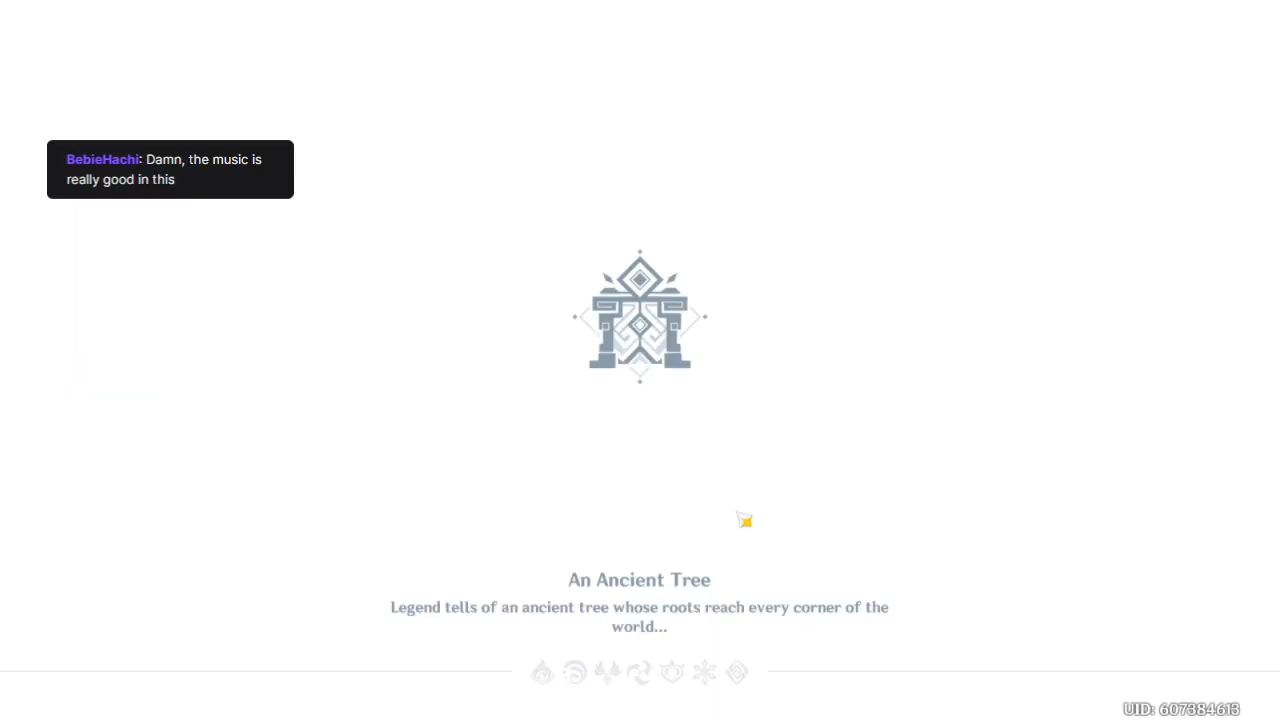 BebieHachi: Damn, the music is
really good in this
An Ancient Tree
Legend tells of an ancient tree whose roots reach every corner of the
world...
UID: 607384613